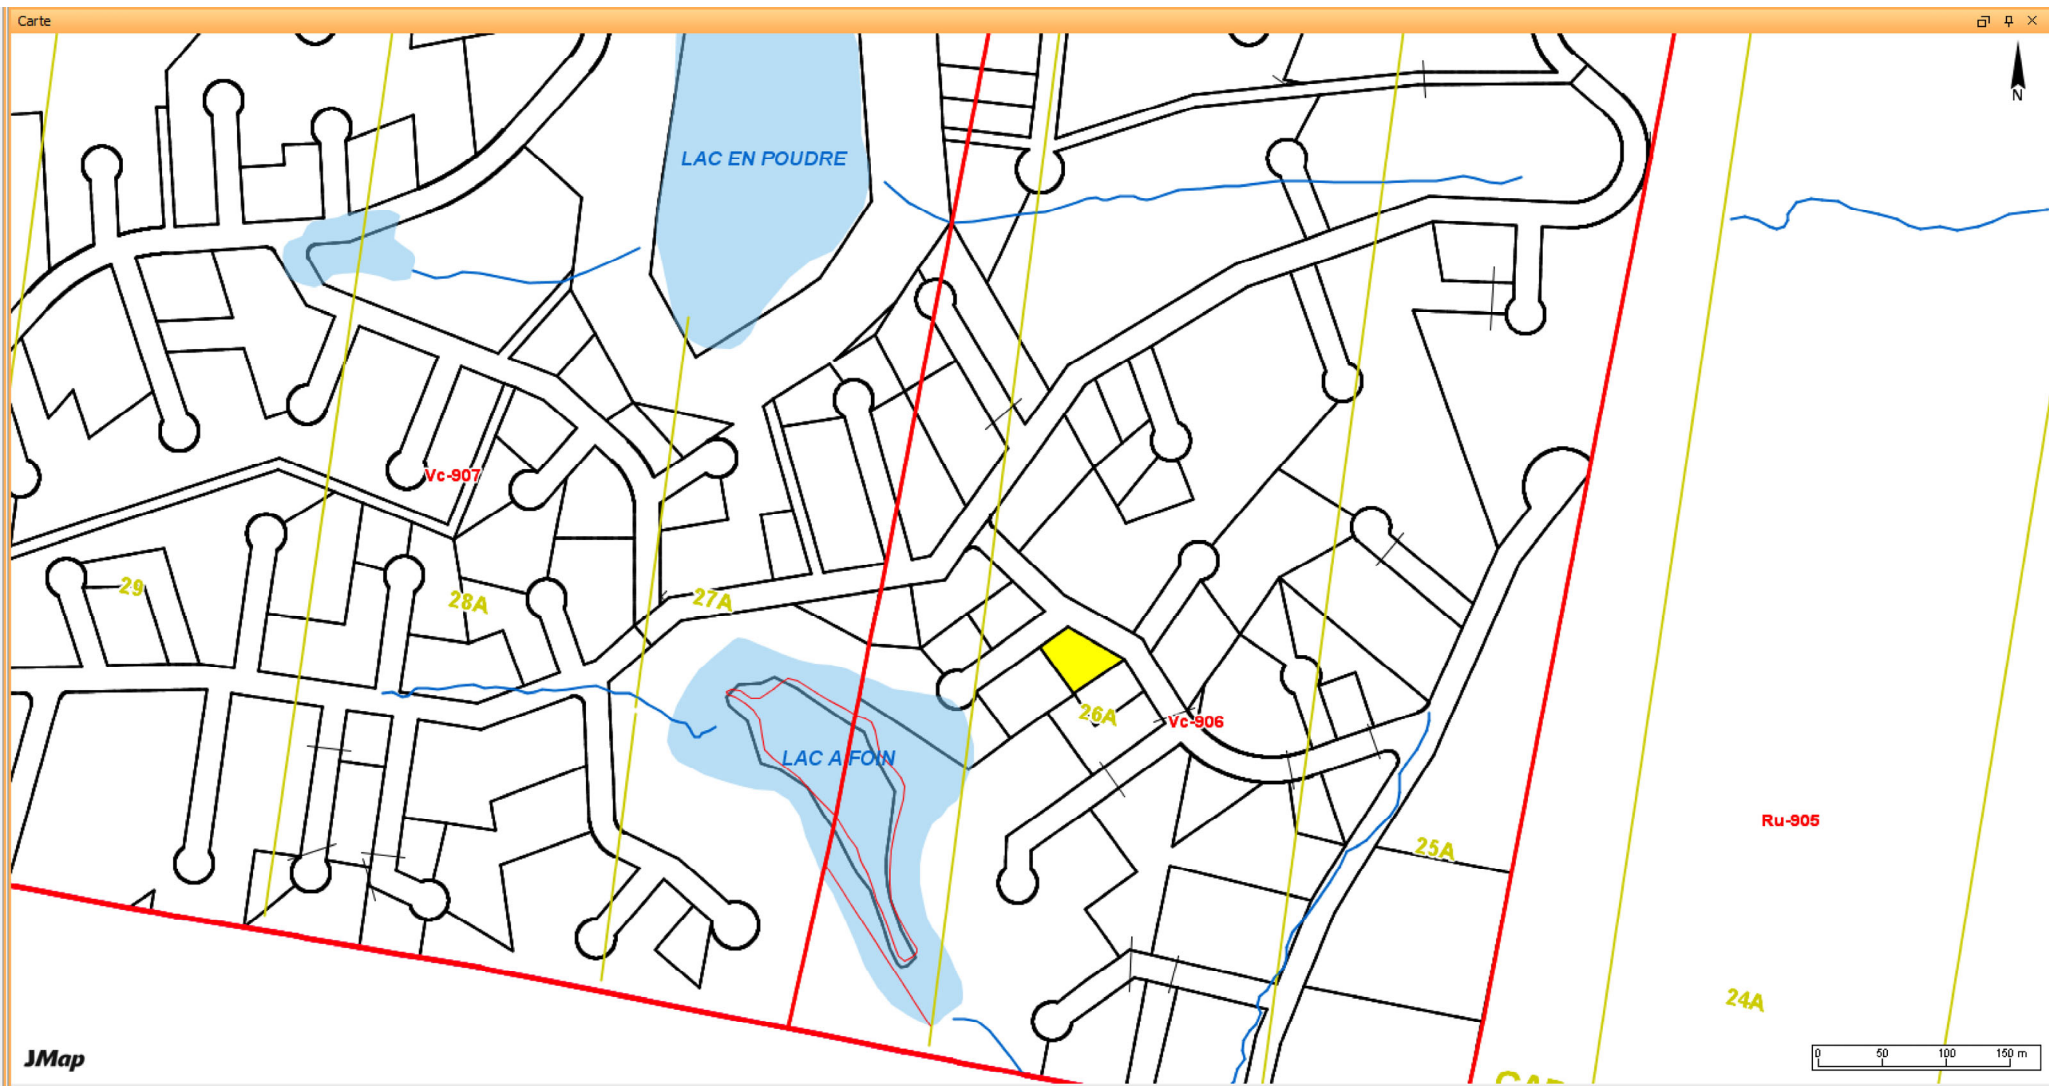 Carte
N
LAC EN POUDRE
Vc-907
29
28A
27A
26A
Vc-906
LAC A FOIN
Ru-905
25A
24A
JMap
0 50 100 150 m